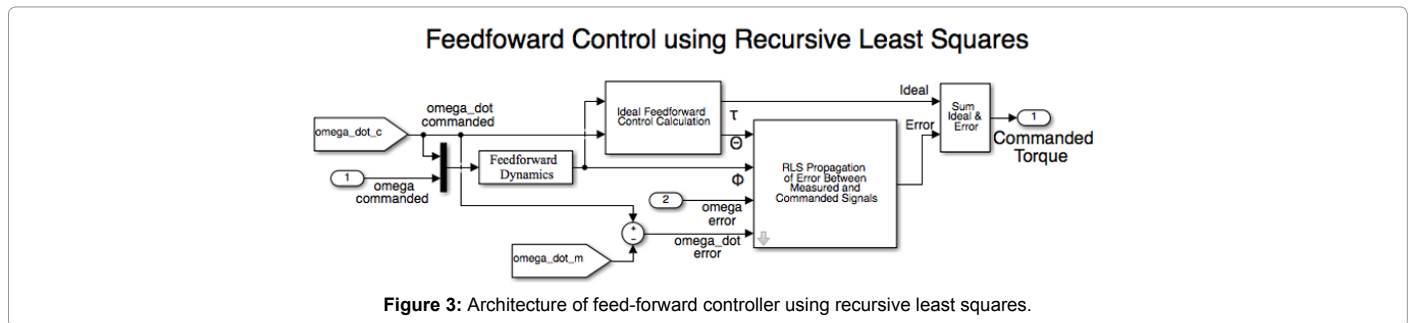 Feedfoward Control using Recursive Least Squares
omega_dot_c
omega_dot
commanded
1
omega
commanded
Feedforward
Dynamics
Ideal Feedforward
Control Calculation
τ
Θ
Φ
2
omega
error
omega_dot_m
+
−
omega_dot
error
RLS Propagation
of Error Between
Measured and
Commanded Signals
Ideal
Error
Sum
Ideal &
Error
1
Commanded
Torque
Figure 3: Architecture of feed-forward controller using recursive least squares.